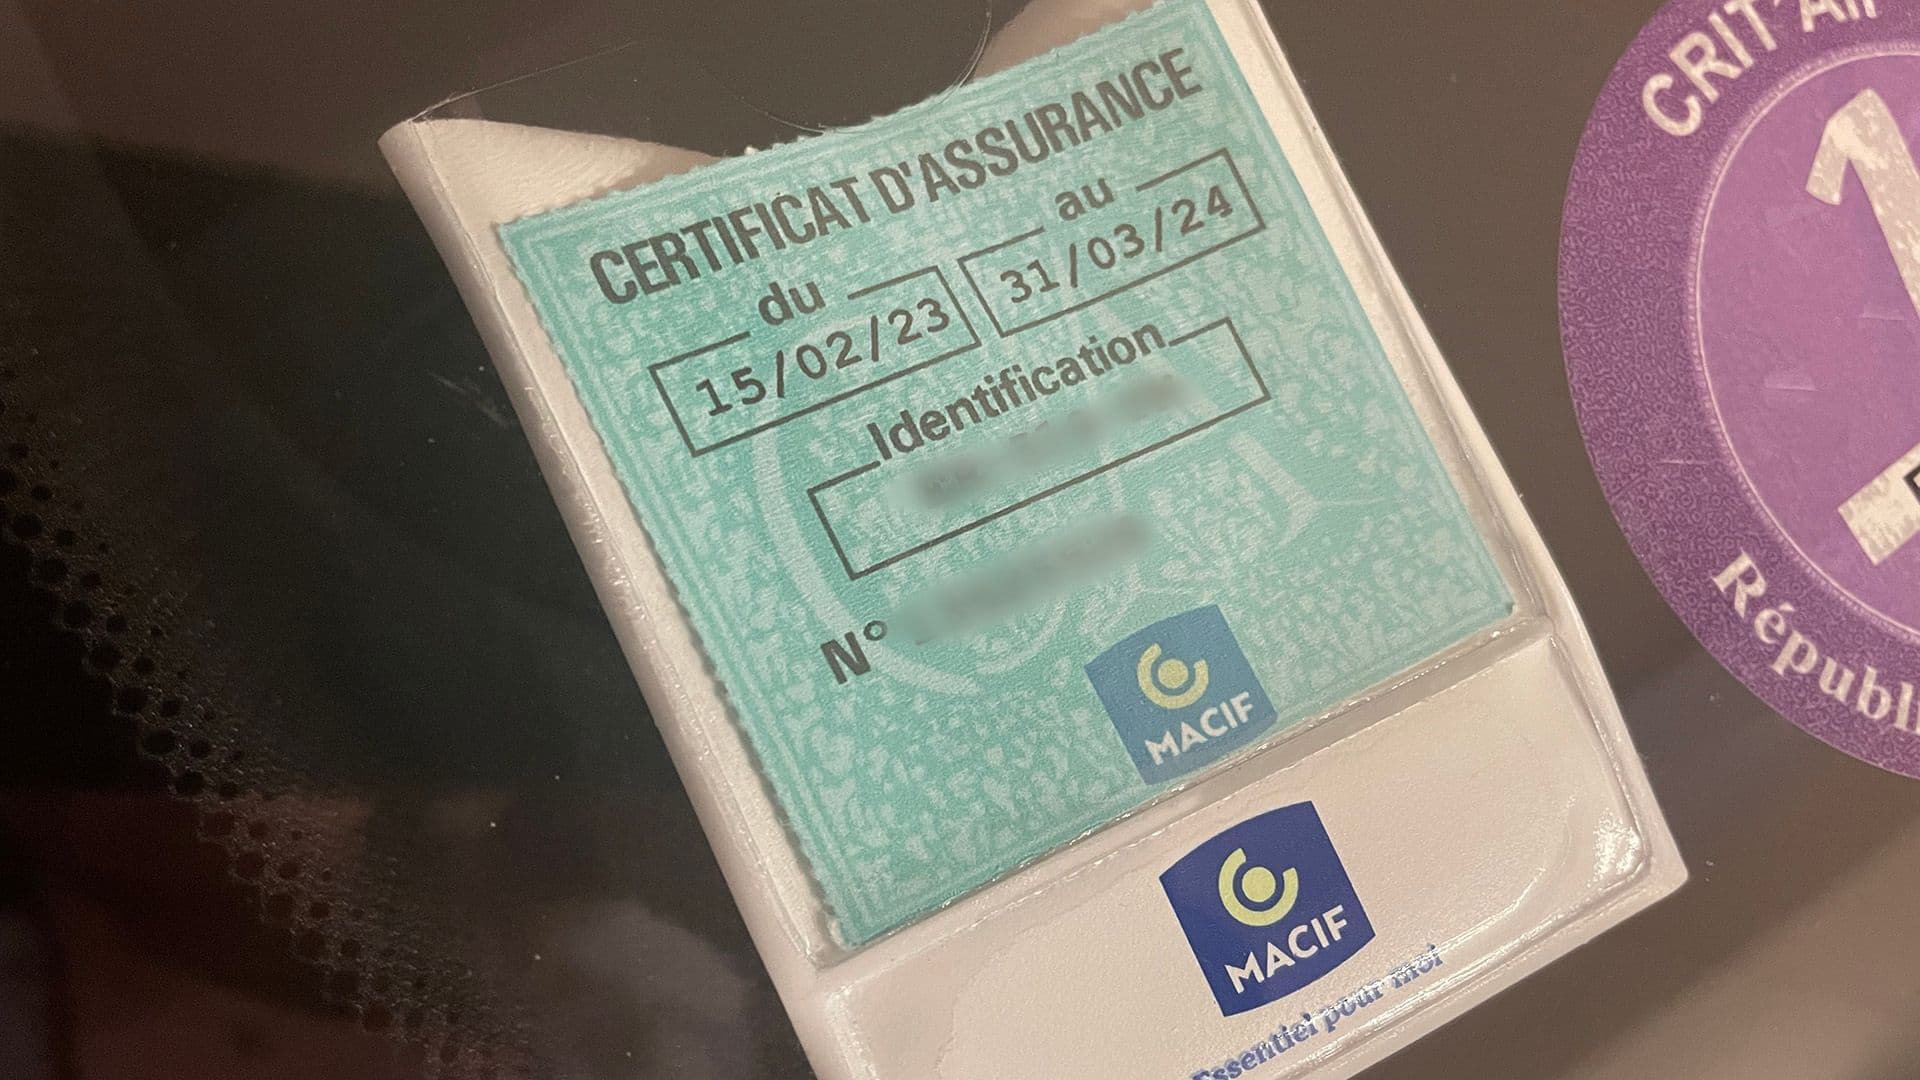 CERTIFICAT D'ASSURANCE
du au
15/02/23 31/03/24
Identification
N°
MACIF
MACIF
Essentiel pour moi
CRIT'Air
1
Républi